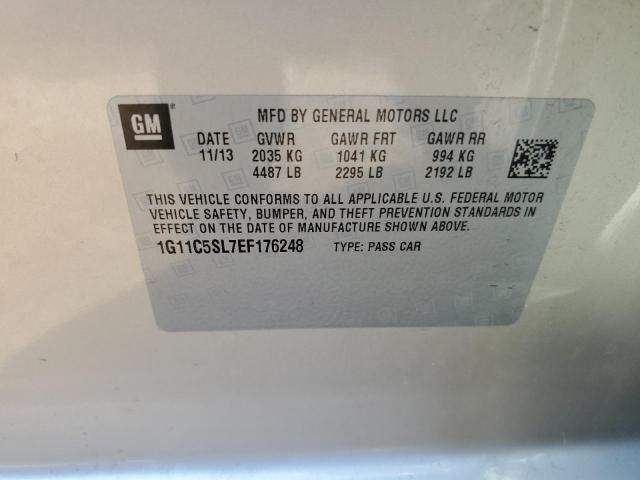 GM
MFD BY GENERAL MOTORS LLC
DATE GVWR GAWR FRT GAWR RR
11/13 2035 KG 1041 KG 994 KG
4487 LB 2295 LB 2192 LB
THIS VEHICLE CONFORMS TO ALL APPLICABLE U.S. FEDERAL MOTOR
VEHICLE SAFETY, BUMPER, AND THEFT PREVENTION STANDARDS IN
EFFECT ON THE DATE OF MANUFACTURE SHOWN ABOVE.
1G11C5SL7EF176248 TYPE: PASS CAR